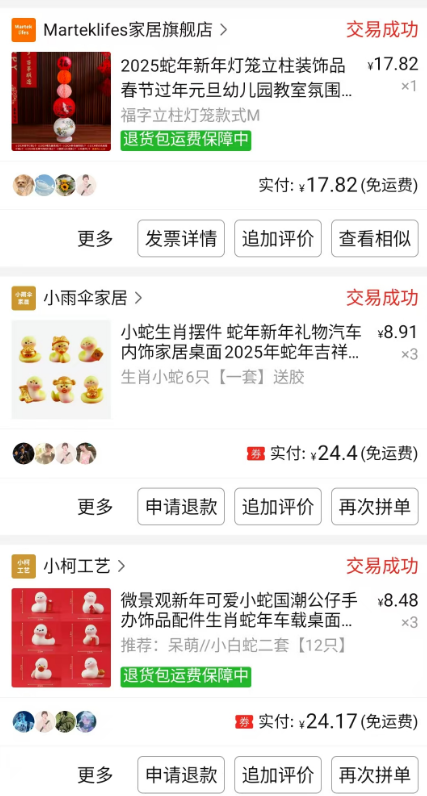 Marteklifes家居旗舰店
交易成功
2025蛇年新年灯笼立柱装饰品
¥17.82
春节过年元旦幼儿园教室氛围...
×1
福字立柱灯笼款式M
退货包运费保障中
实付: ¥17.82(免运费)
更多
发票详情
追加评价
查看相似
小雨伞家居
交易成功
小蛇生肖摆件 蛇年新年礼物汽车
¥8.91
内饰家居桌面2025年蛇年吉祥...
×3
生肖小蛇6只【一套】送胶
券 实付: ¥24.4(免运费)
更多
申请退款
追加评价
再次拼单
小柯工艺
交易成功
微景观新年可爱小蛇国潮公仔手
¥8.48
办饰品配件生肖蛇年车载桌面...
×3
推荐：呆萌//小白蛇二套【12只】
退货包运费保障中
券 实付: ¥24.17(免运费)
更多
申请退款
追加评价
再次拼单